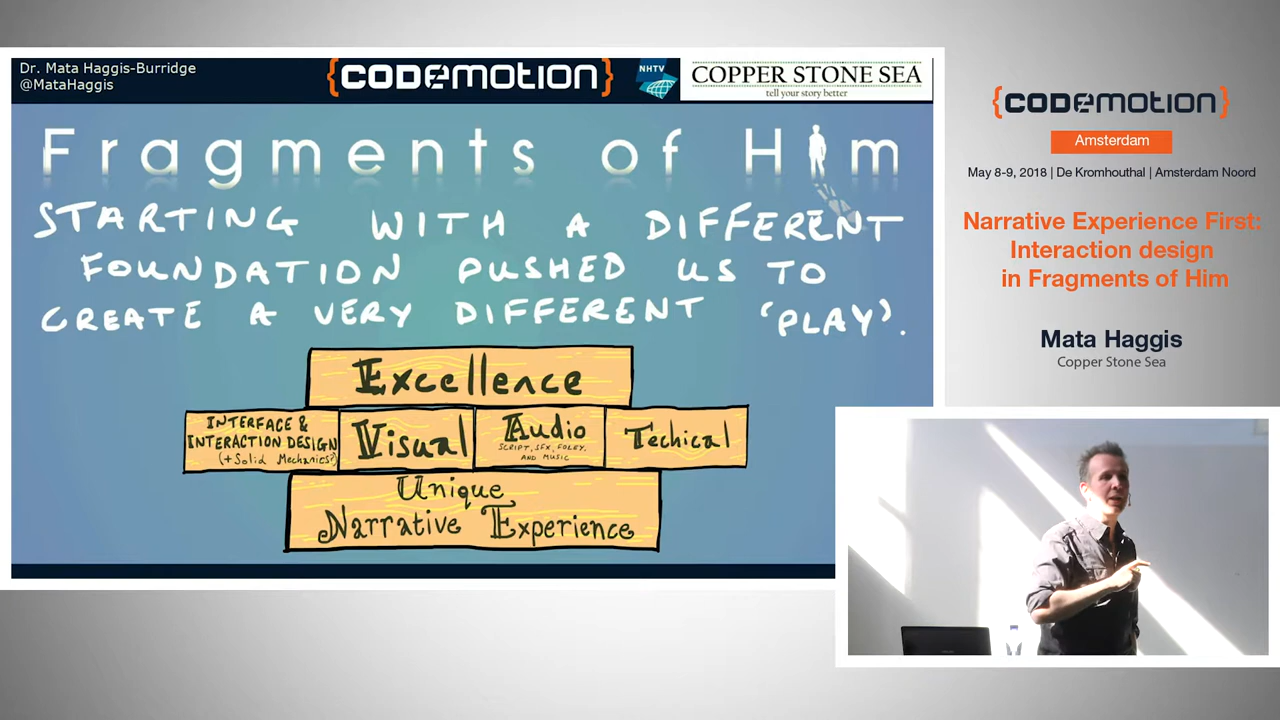 Dr. Mata Haggis-Burridge
@MataHaggis
{CODEMOTION}
NHTV
COPPER STONE SEA
tell your story better
Fragments of Him
STARTING WITH A DIFFERENT
FOUNDATION PUSHED US TO
CREATE A VERY DIFFERENT 'PLAY'.
Excellence
INTERFACE &
INTERACTION DESIGN
(+Solid Mechanics?)
Visual
Audio
SCRIPT, SFX, FOLEY,
AND MUSIC
Techical
Unique
Narrative Experience
{CODEMOTION}
Amsterdam
May 8-9, 2018 | De Kromhouthal | Amsterdam Noord
Narrative Experience First:
Interaction design
in Fragments of Him
Mata Haggis
Copper Stone Sea